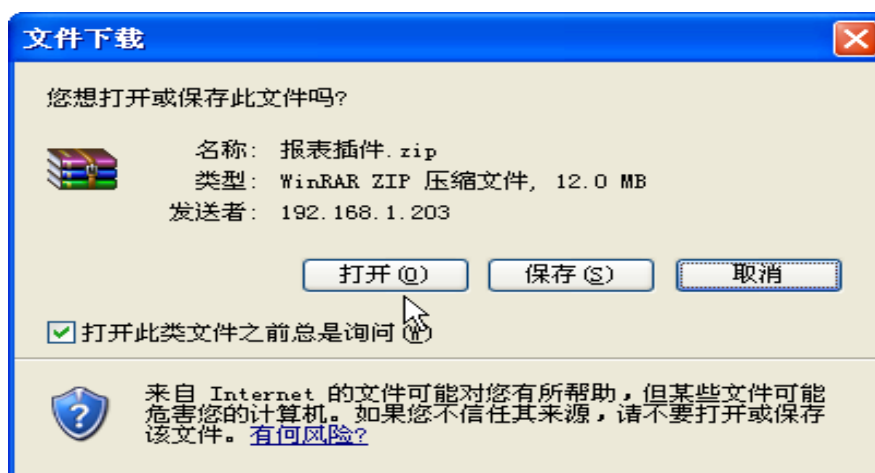 文件下载
您想打开或保存此文件吗?
名称: 报表插件.zip
类型: WinRAR ZIP 压缩文件, 12.0 MB
发送者: 192.168.1.203
打开(O) 保存(S) 取消
打开此类文件之前总是询问(W)
来自 Internet 的文件可能对您有所帮助，但某些文件可能
危害您的计算机。如果您不信任其来源，请不要打开或保存
该文件。有何风险?